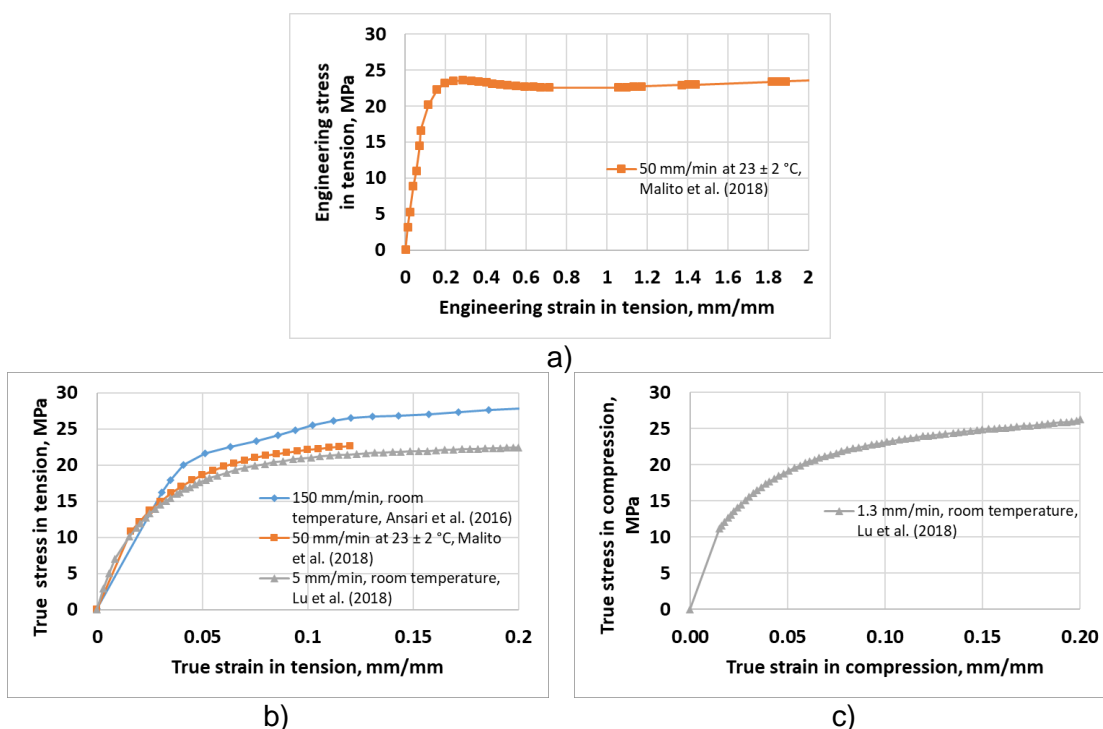 Engineering stress
in tension, MPa
30
25
20
15
10
5
0
50 mm/min at 23 ± 2 °C,
Malito et al. (2018)
0 0.2 0.4 0.6 0.8 1 1.2 1.4 1.6 1.8 2
Engineering strain in tension, mm/mm
a)
True stress in tension, MPa
30
25
20
15
10
5
0
150 mm/min, room
temperature, Ansari et al. (2016)
50 mm/min at 23 ± 2 °C, Malito
et al. (2018)
5 mm/min, room temperature,
Lu et al. (2018)
0 0.05 0.1 0.15 0.2
True strain in tension, mm/mm
b)
True stress in compression,
MPa
30
25
20
15
10
5
0
1.3 mm/min, room temperature,
Lu et al. (2018)
0.00 0.05 0.10 0.15 0.20
True strain in compression, mm/mm
c)